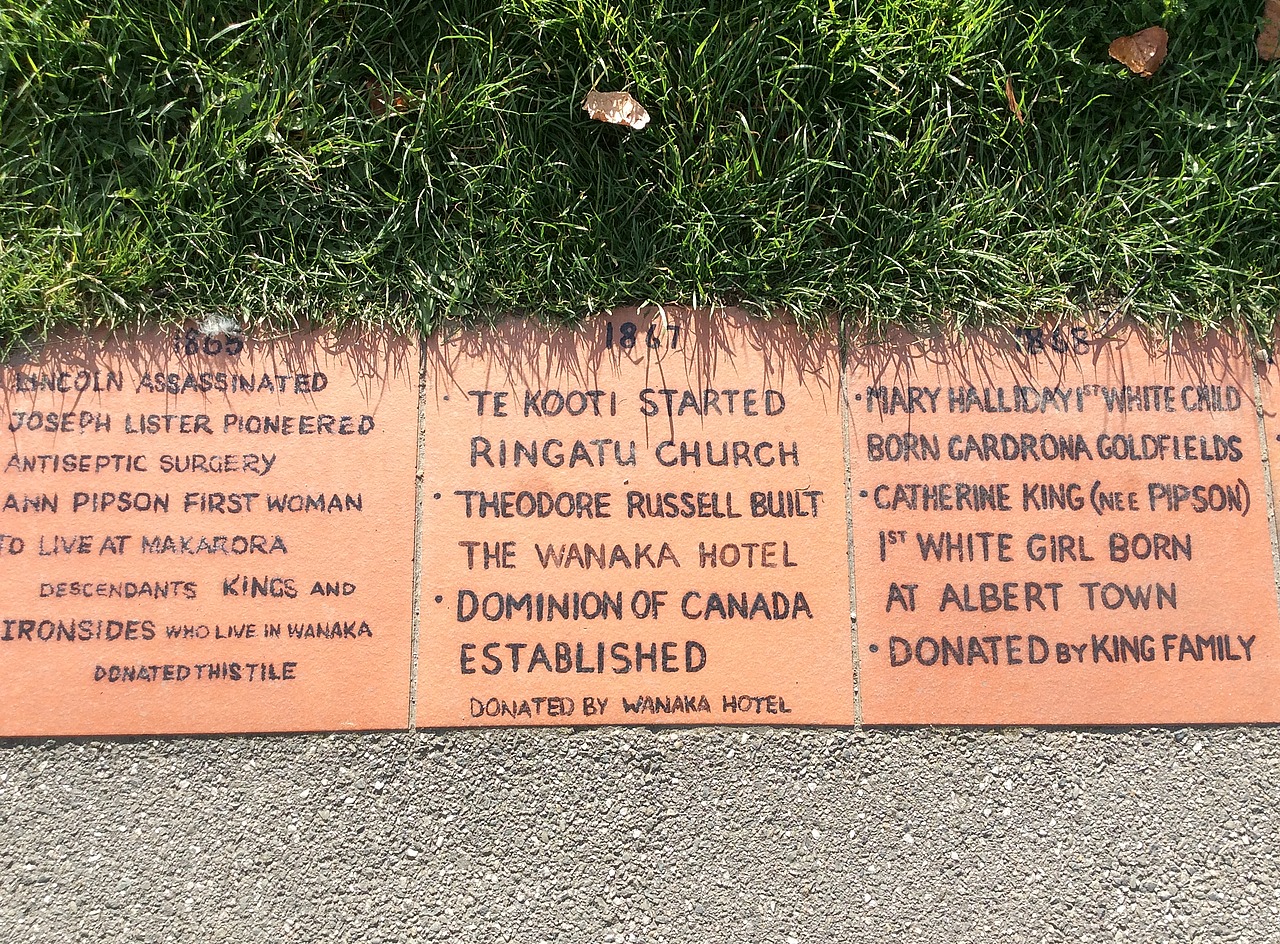 1865
LINCOLN ASSASSINATED
JOSEPH LISTER PIONEERED
ANTISEPTIC SURGERY
ANN PIPSON FIRST WOMAN
TO LIVE AT MAKARORA
DESCENDANTS KINGS AND
IRONSIDES WHO LIVE IN WANAKA
DONATED THIS TILE
1867
• TE KOOTI STARTED
RINGATU CHURCH
• THEODORE RUSSELL BUILT
THE WANAKA HOTEL
• DOMINION OF CANADA
ESTABLISHED
DONATED BY WANAKA HOTEL
1868
• MARY HALLIDAY 1ST WHITE CHILD
BORN CARDRONA GOLDFIELDS
• CATHERINE KING (NEE PIPSON)
1ST WHITE GIRL BORN
AT ALBERT TOWN
• DONATED BY KING FAMILY